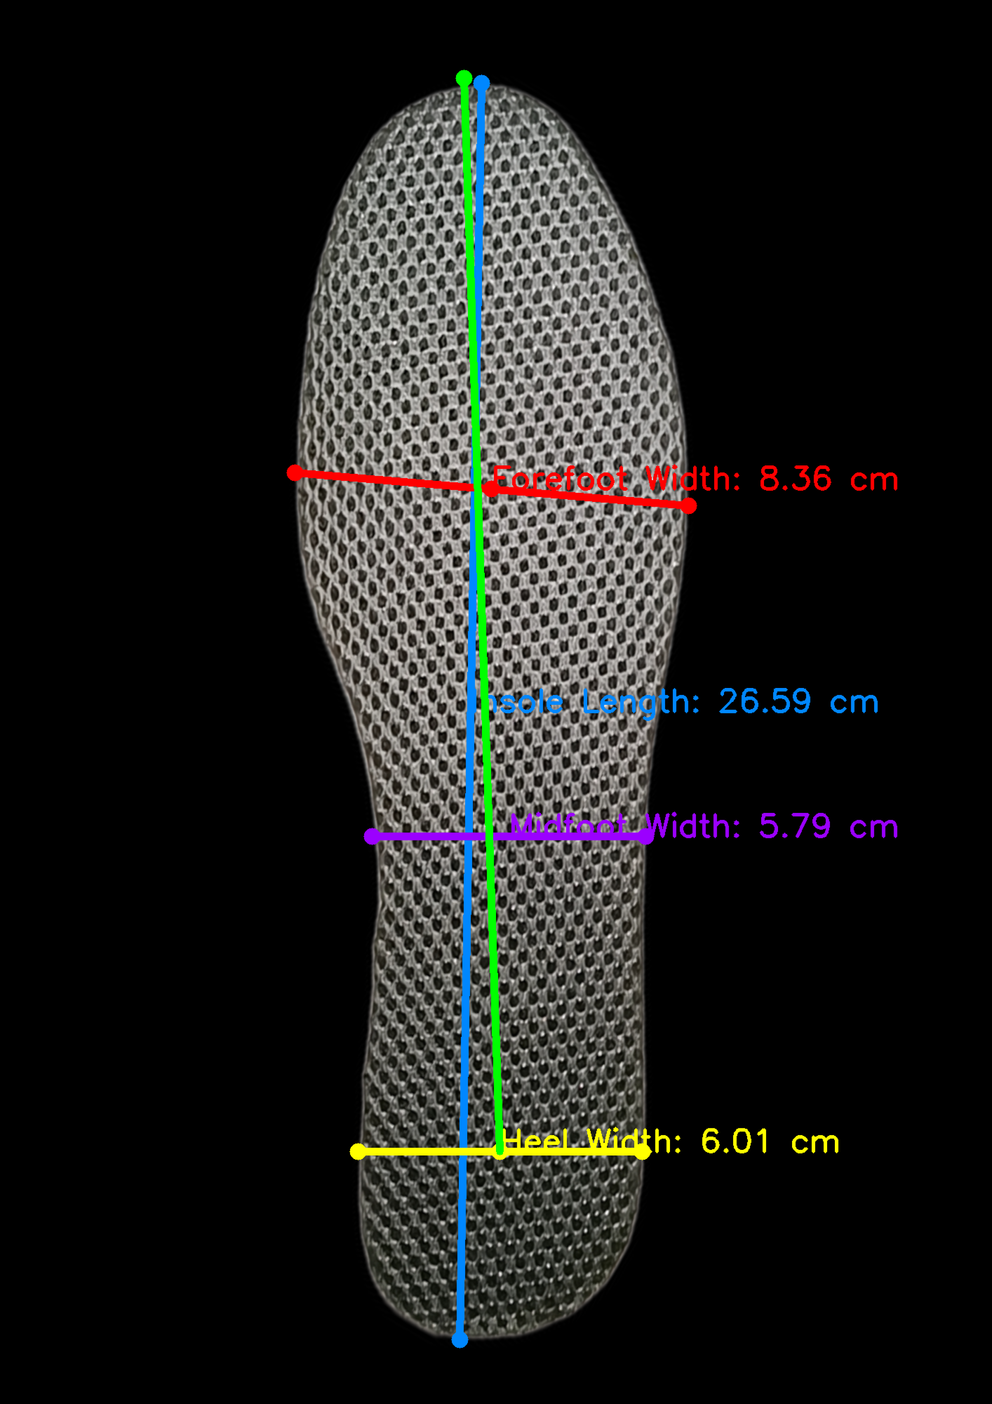 Forefoot Width: 8.36 cm
nsole Length: 26.59 cm
Midfoot Width: 5.79 cm
Heel Width: 6.01 cm